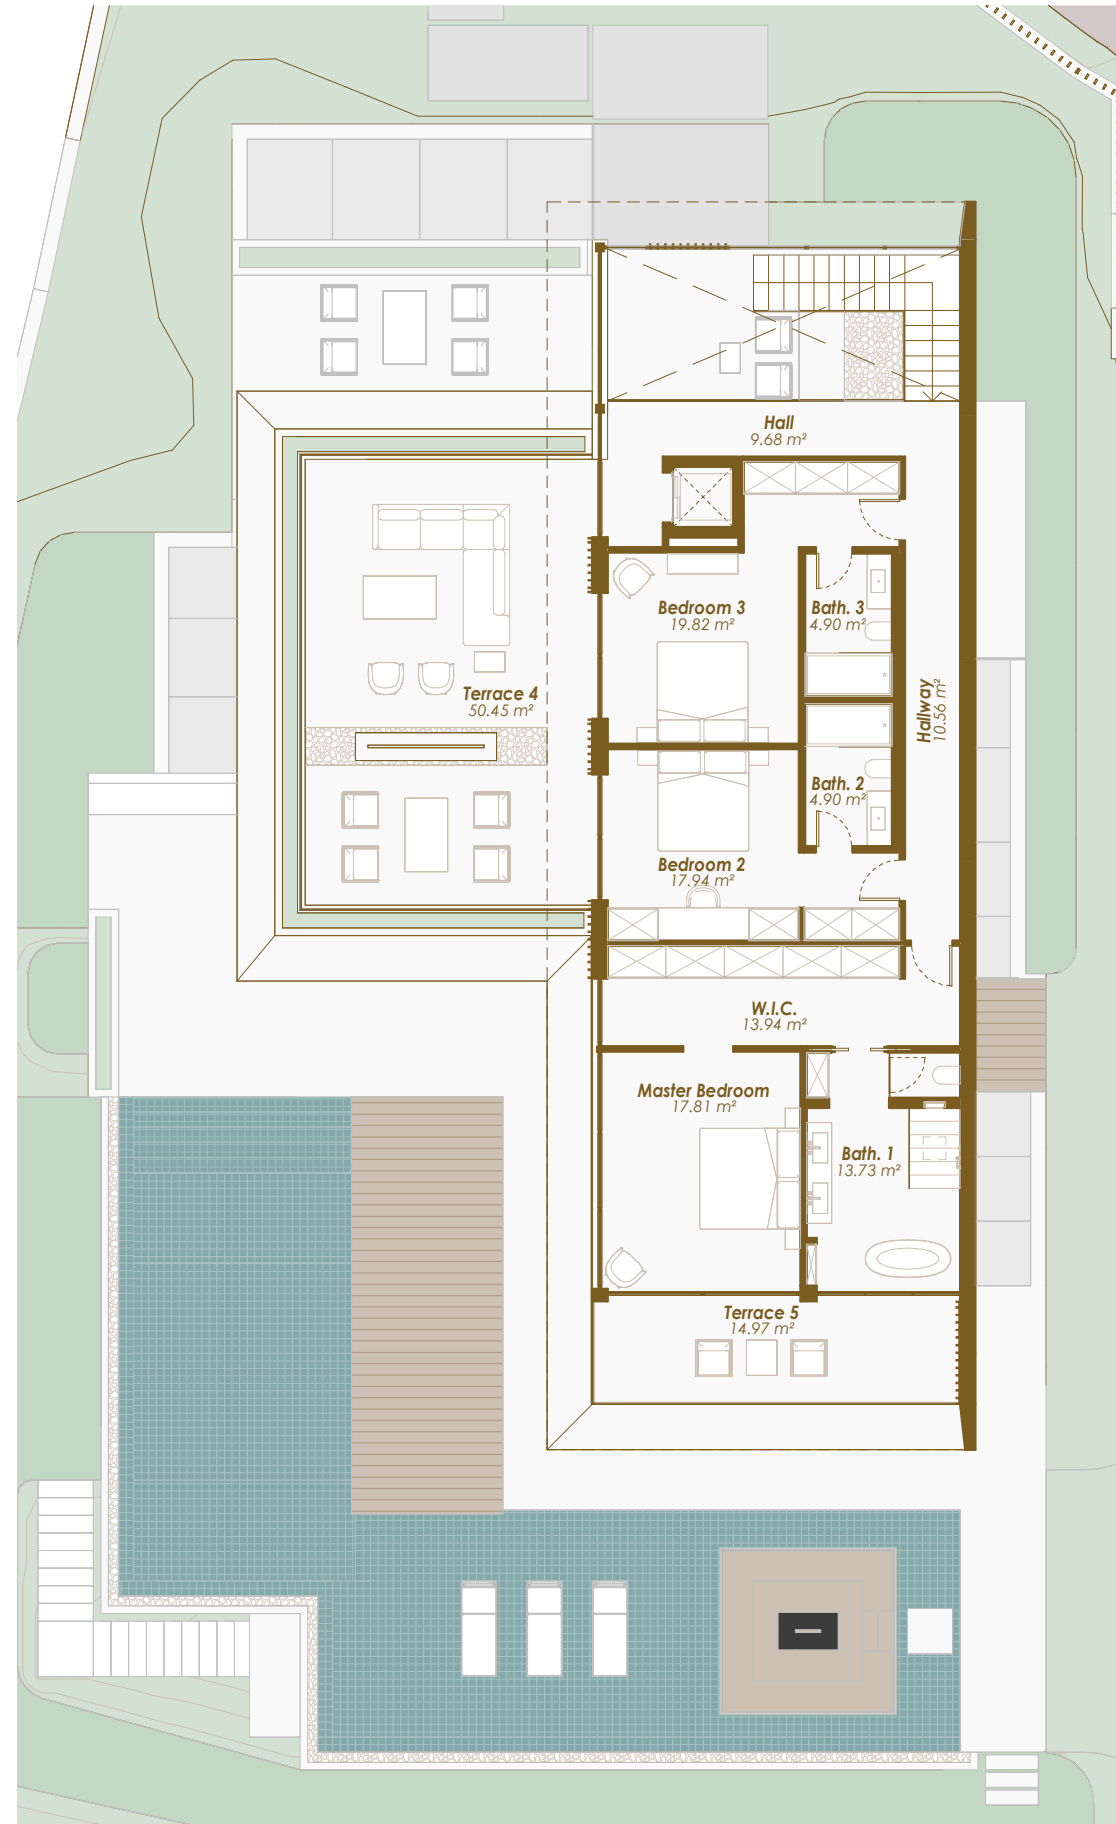 Hall
9.68 m²
Bedroom 3
19.82 m²
Bath. 3
4.90 m²
Terrace 4
50.45 m²
Hallway
10.56 m²
Bath. 2
4.90 m²
Bedroom 2
17.94 m²
W.I.C.
13.94 m²
Master Bedroom
17.81 m²
Bath. 1
13.73 m²
Terrace 5
14.97 m²